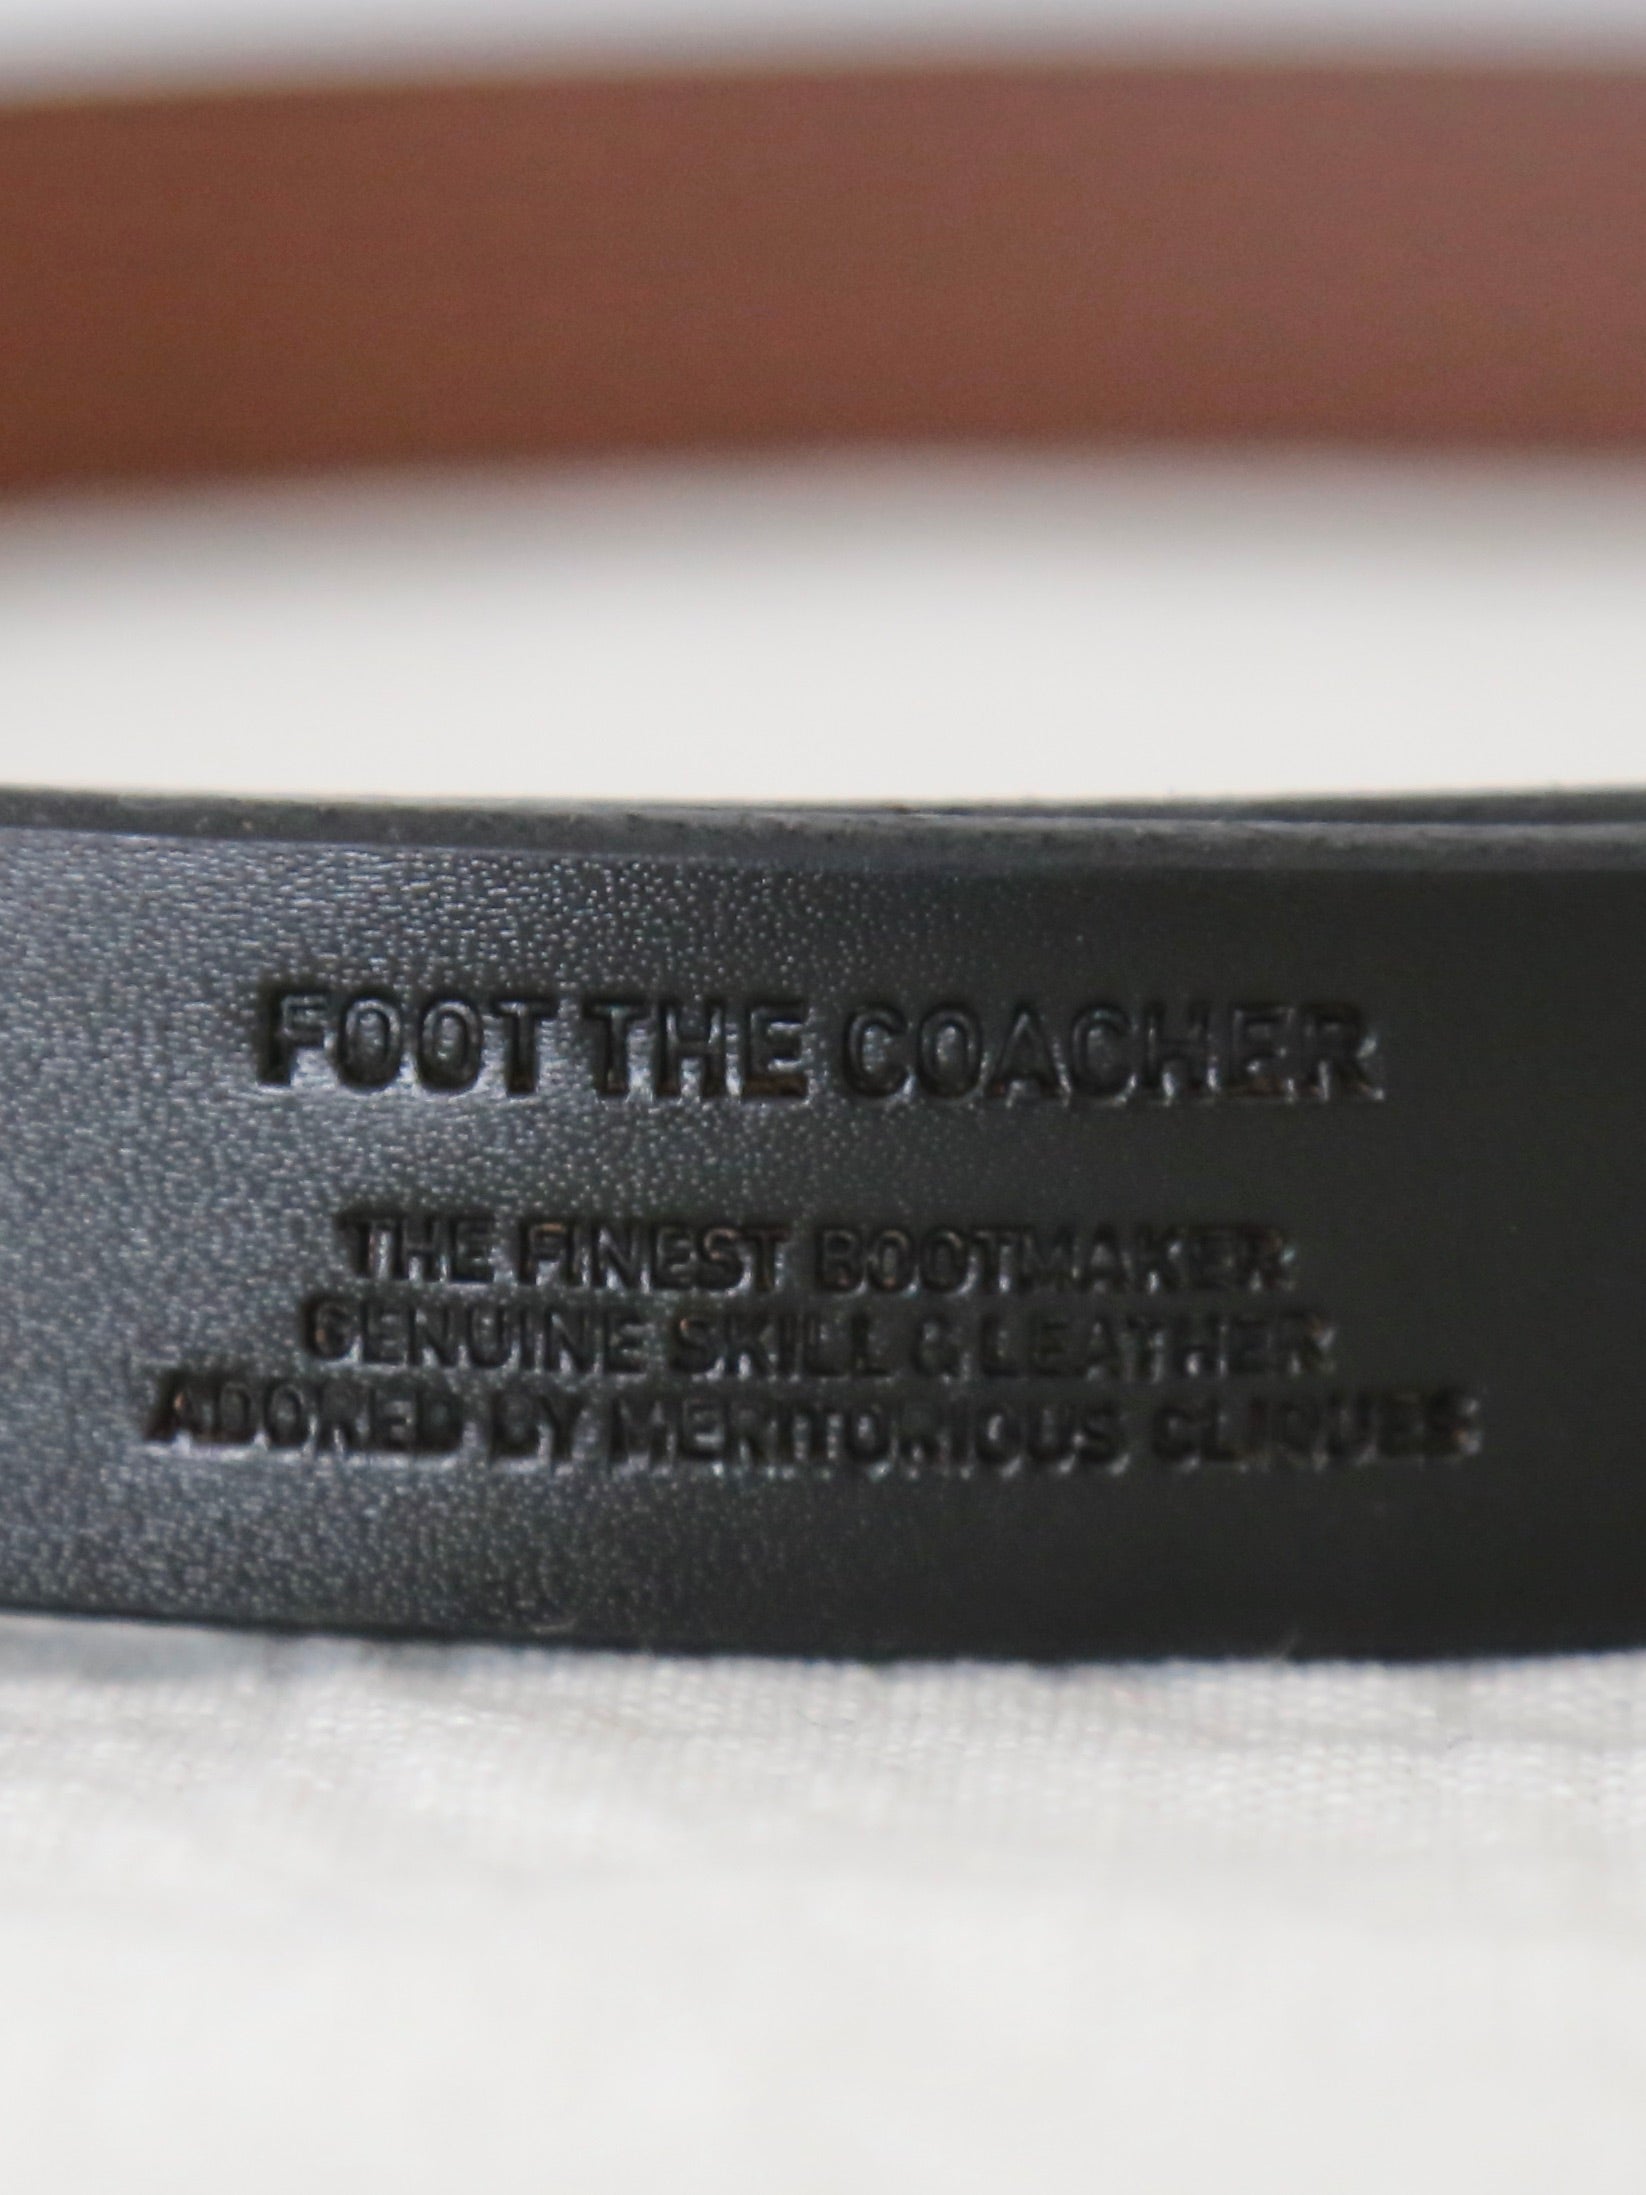 FOOT THE COACHER
THE FINEST BOOTMAKER
GENUINE SKILL & LEATHER
ADORED BY MERITORIOUS CLIQUES